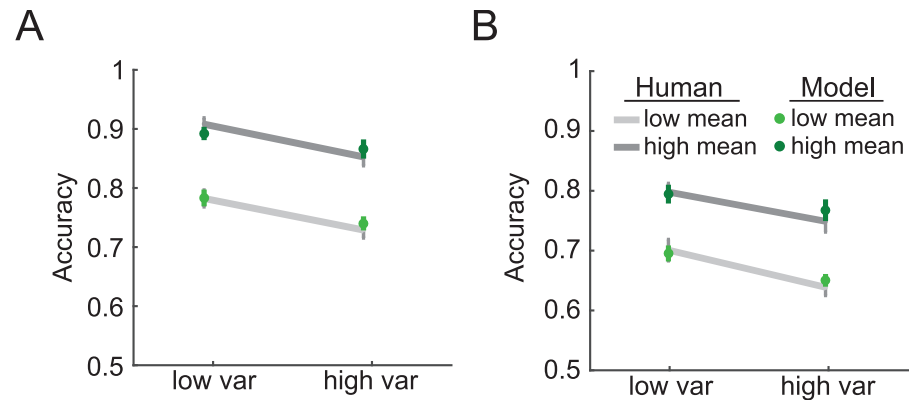 A
Accuracy
1
0.9
0.8
0.7
0.6
0.5
low var high var
B
Accuracy
1
0.9
0.8
0.7
0.6
0.5
Human Model
low mean low mean
high mean high mean
low var high var